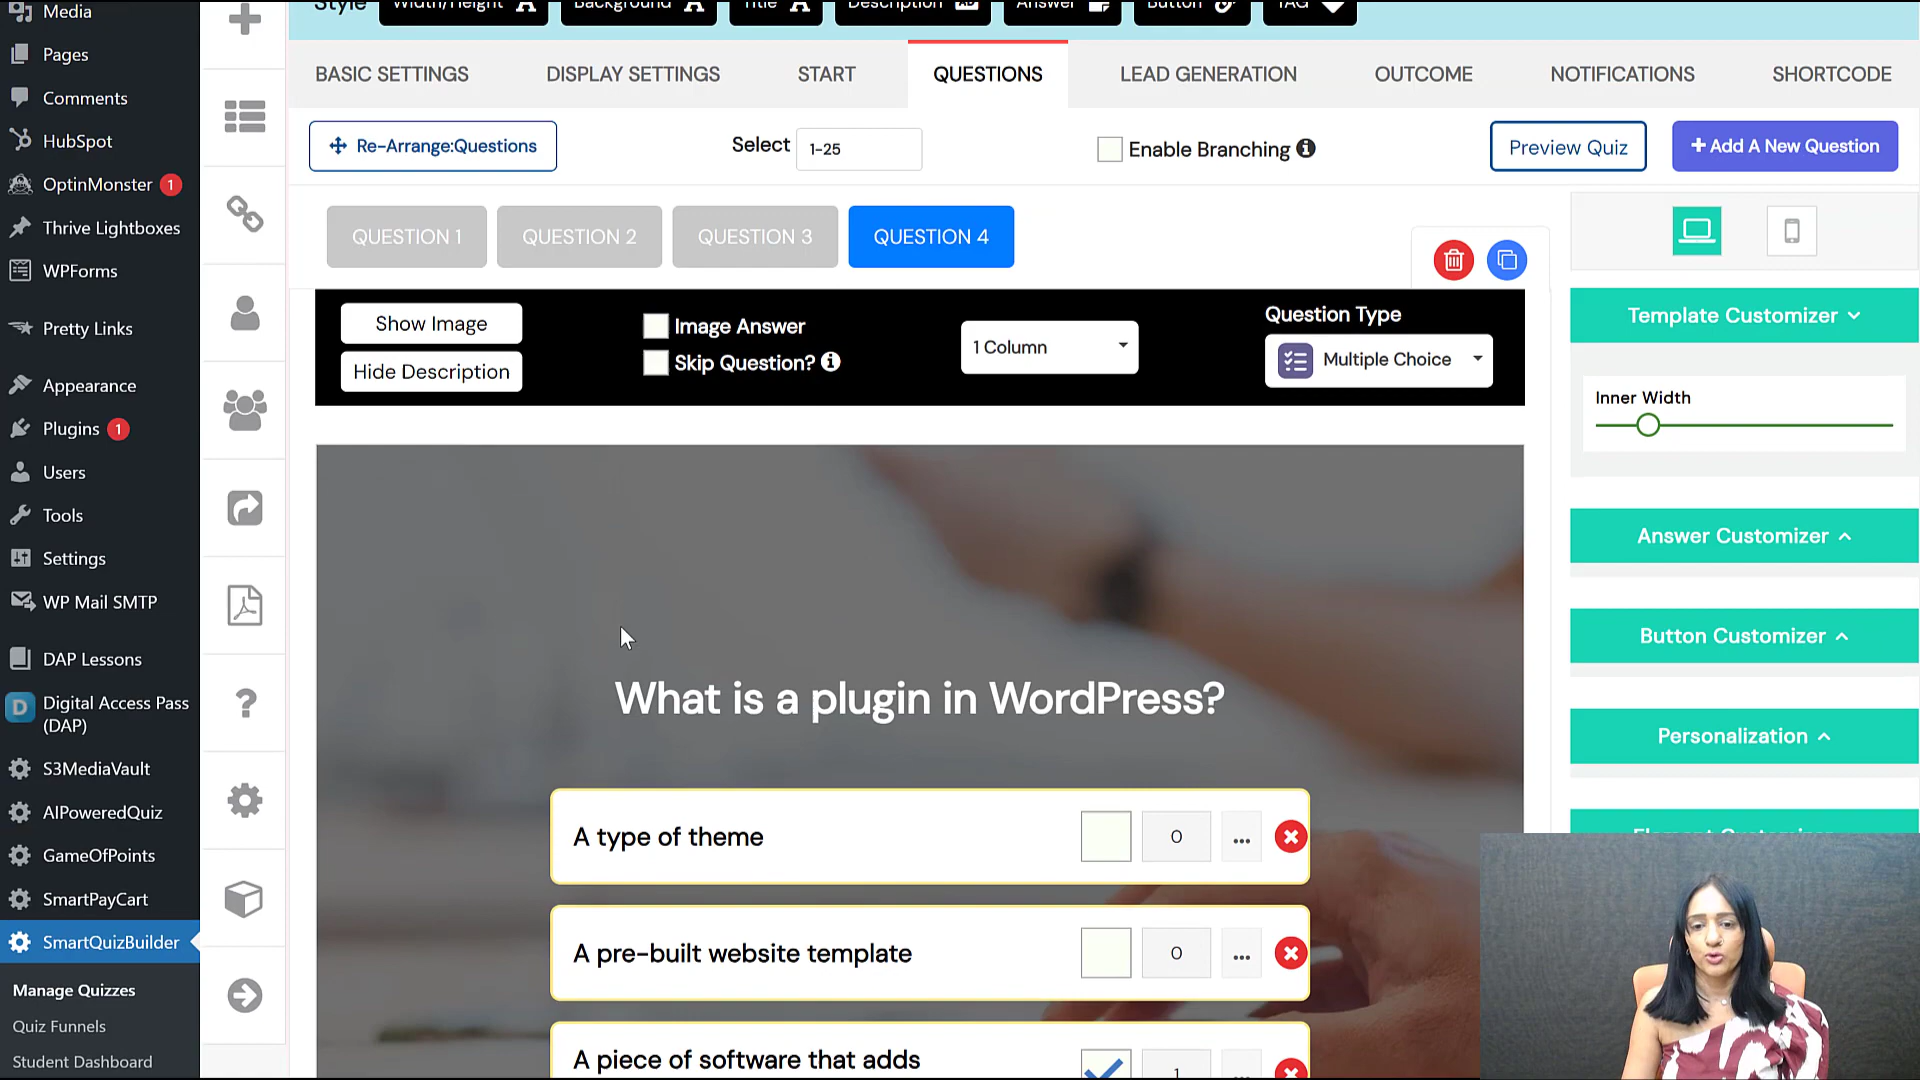 Media
Pages
Comments
HubSpot
OptinMonster 1
Thrive Lightboxes
WPForms
Pretty Links
Appearance
Plugins 1
Users
Tools
Settings
WP Mail SMTP
DAP Lessons
D Digital Access Pass
(DAP)
S3MediaVault
AIPoweredQuiz
GameOfPoints
SmartPayCart
SmartQuizBuilder
Manage Quizzes
Quiz Funnels
Student Dashboard
Style Width/Height Background Title Description Answer Button TAG
BASIC SETTINGS DISPLAY SETTINGS START QUESTIONS LEAD GENERATION OUTCOME NOTIFICATIONS SHORTCODE
Re-Arrange:Questions Select 1-25 Enable Branching Preview Quiz + Add A New Question
QUESTION 1 QUESTION 2 QUESTION 3 QUESTION 4
Show Image
Hide Description
Image Answer
Skip Question?
1 Column
Question Type
Multiple Choice
What is a plugin in WordPress?
A type of theme 0 ...
A pre-built website template 0 ...
A piece of software that adds 1 ...
Template Customizer
Inner Width
Answer Customizer
Button Customizer
Personalization
Element Customizer